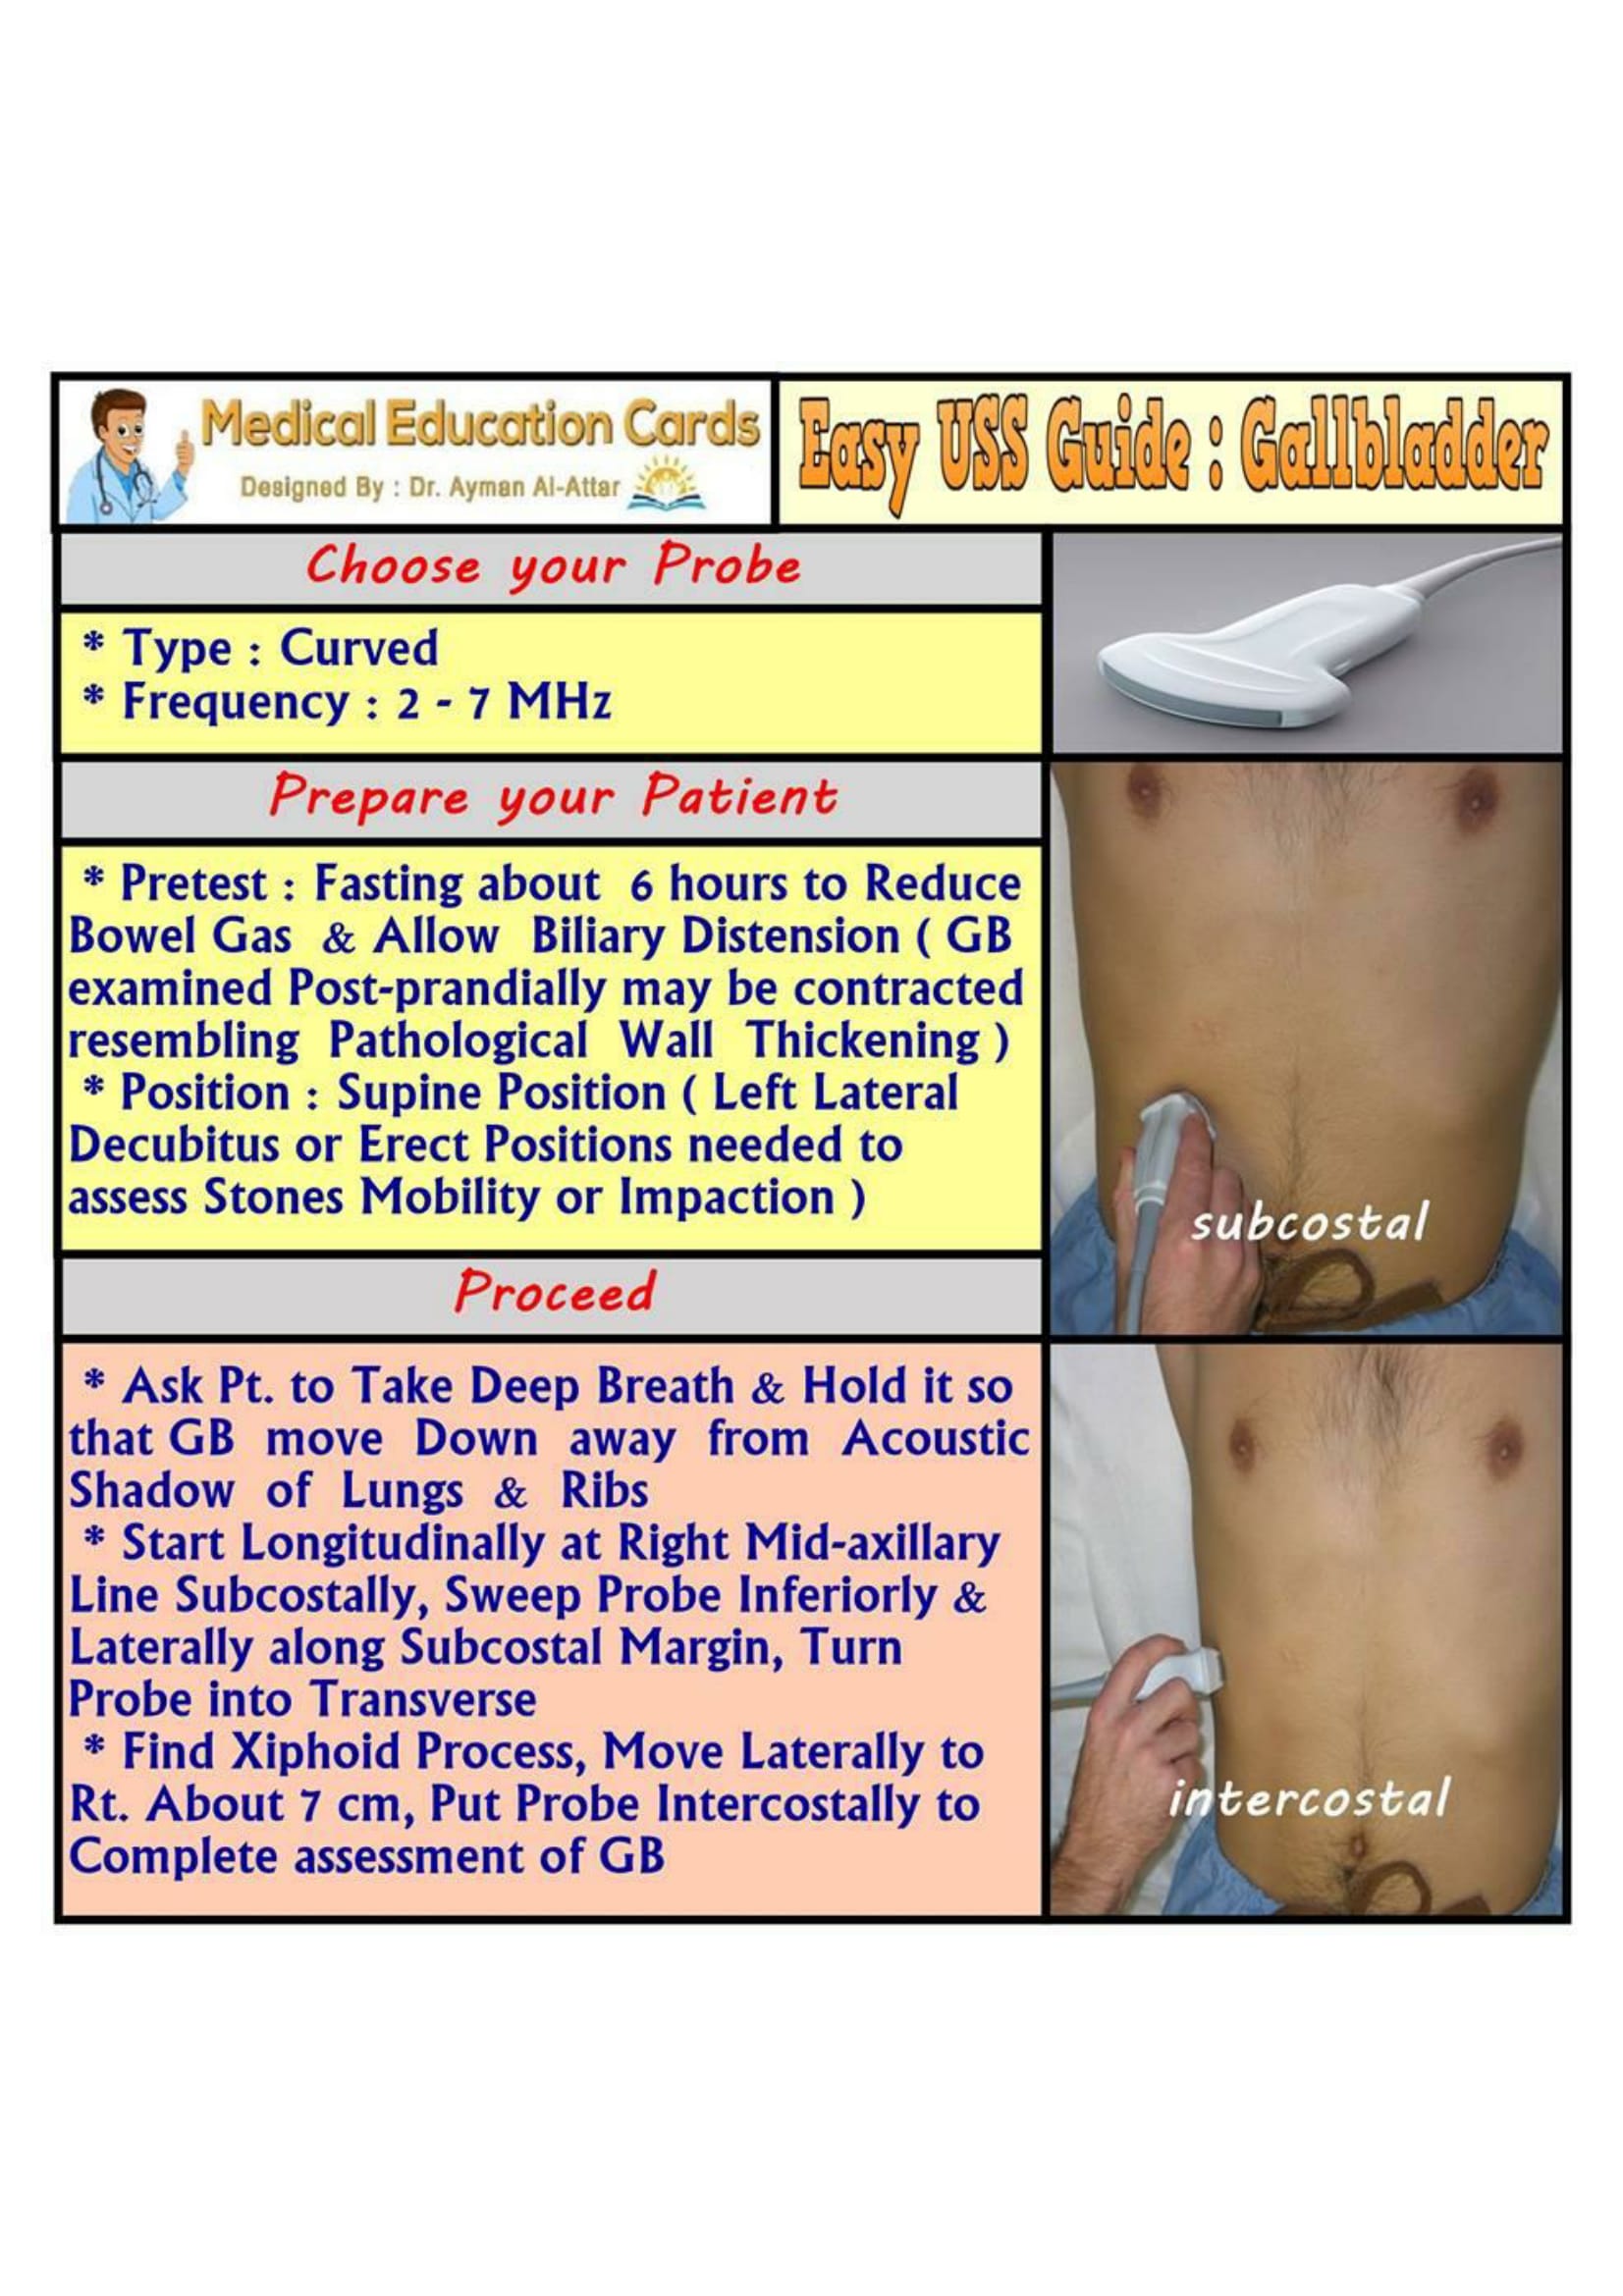 Medical Education Cards
Designed By : Dr. Ayman Al-Attar
Easy USS Guide : Gallbladder
Choose your Probe
* Type : Curved
* Frequency : 2 - 7 MHz
Prepare your Patient
* Pretest : Fasting about 6 hours to Reduce
Bowel Gas & Allow Biliary Distension ( GB
examined Post-prandially may be contracted
resembling Pathological Wall Thickening )
* Position : Supine Position ( Left Lateral
Decubitus or Erect Positions needed to
assess Stones Mobility or Impaction )
subcostal
Proceed
* Ask Pt. to Take Deep Breath & Hold it so
that GB move Down away from Acoustic
Shadow of Lungs & Ribs
* Start Longitudinally at Right Mid-axillary
Line Subcostally, Sweep Probe Inferiorly &
Laterally along Subcostal Margin, Turn
Probe into Transverse
* Find Xiphoid Process, Move Laterally to
Rt. About 7 cm, Put Probe Intercostally to
Complete assessment of GB
intercostal